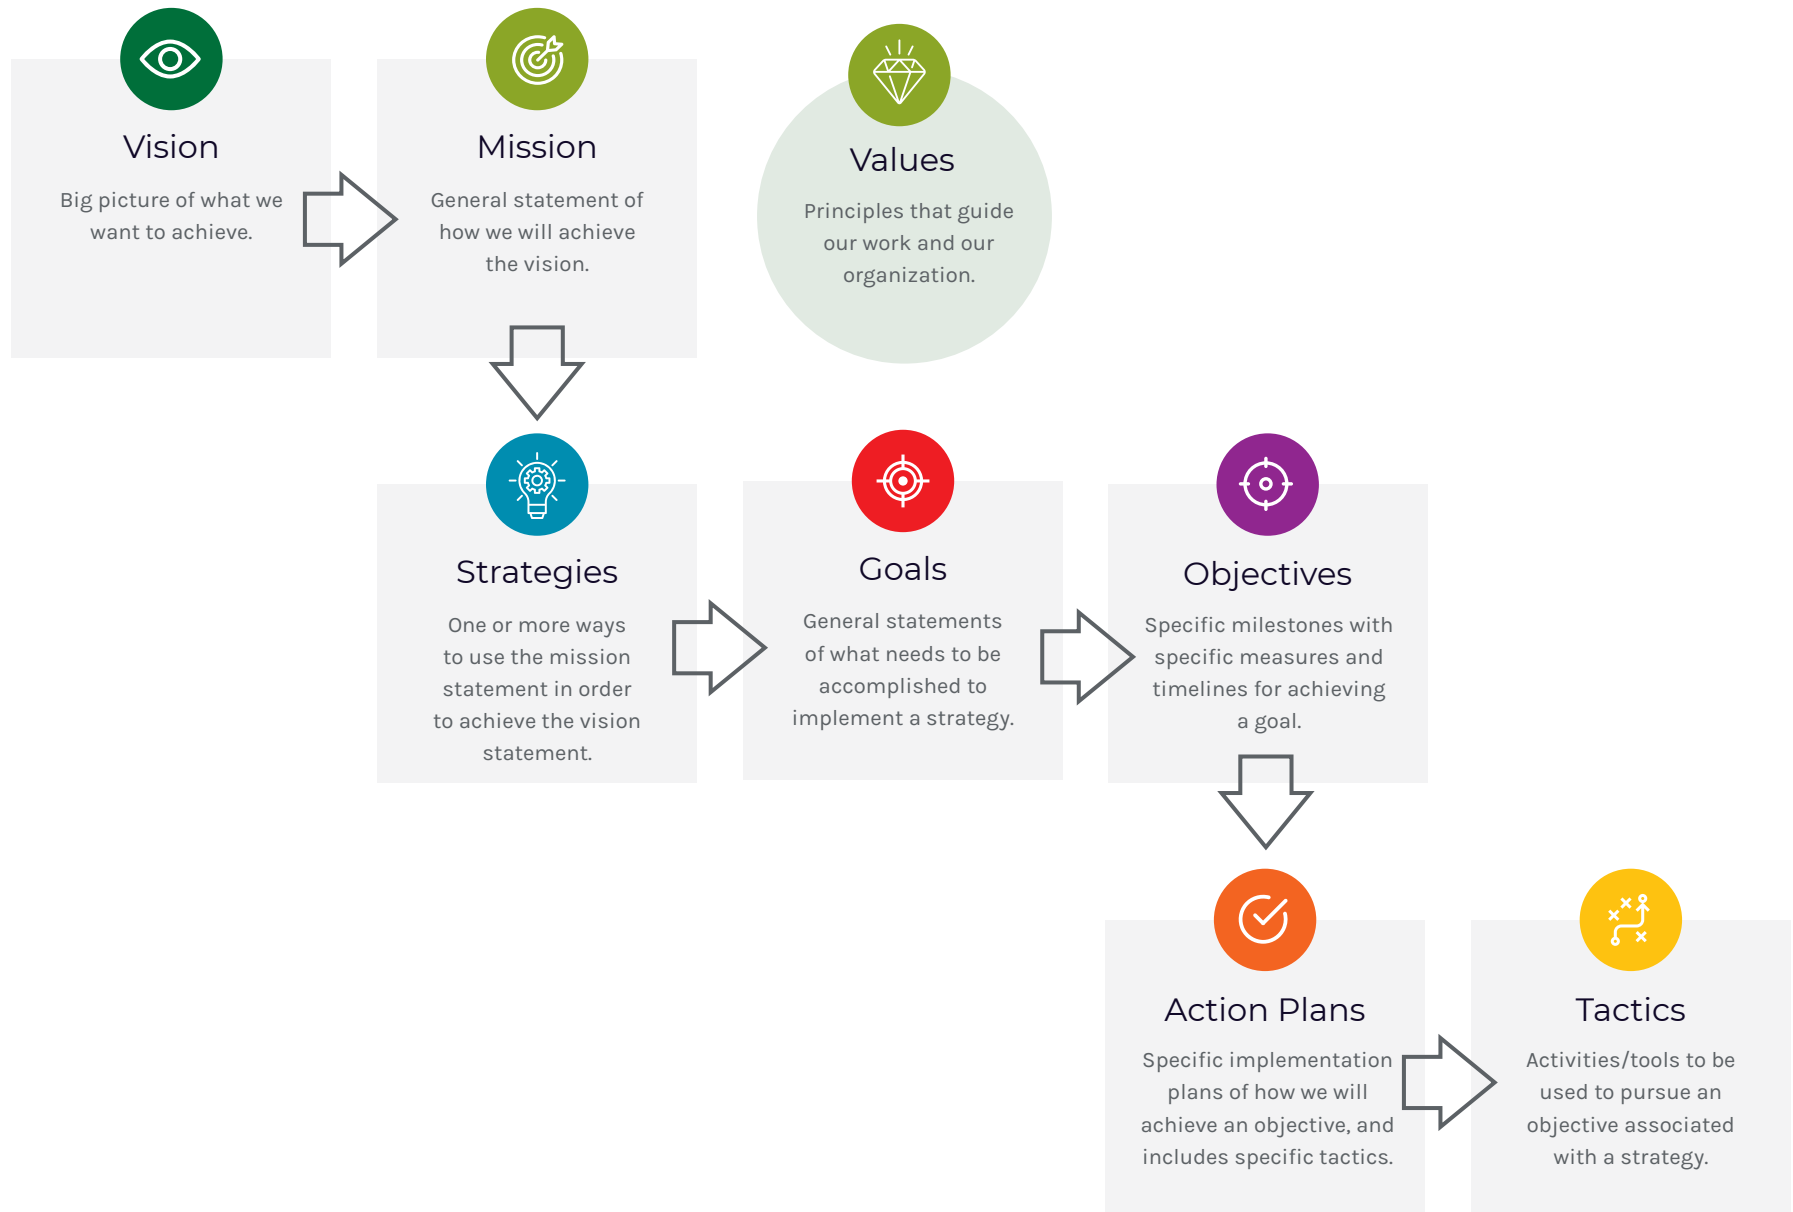 Vision
Big picture of what we
want to achieve.
Mission
General statement of
how we will achieve
the vision.
Values
Principles that guide
our work and our
organization.
Strategies
One or more ways
to use the mission
statement in order
to achieve the vision
statement.
Goals
General statements
of what needs to be
accomplished to
implement a strategy.
Objectives
Specific milestones with
specific measures and
timelines for achieving
a goal.
Action Plans
Specific implementation
plans of how we will
achieve an objective, and
includes specific tactics.
Tactics
Activities/tools to be
used to pursue an
objective associated
with a strategy.